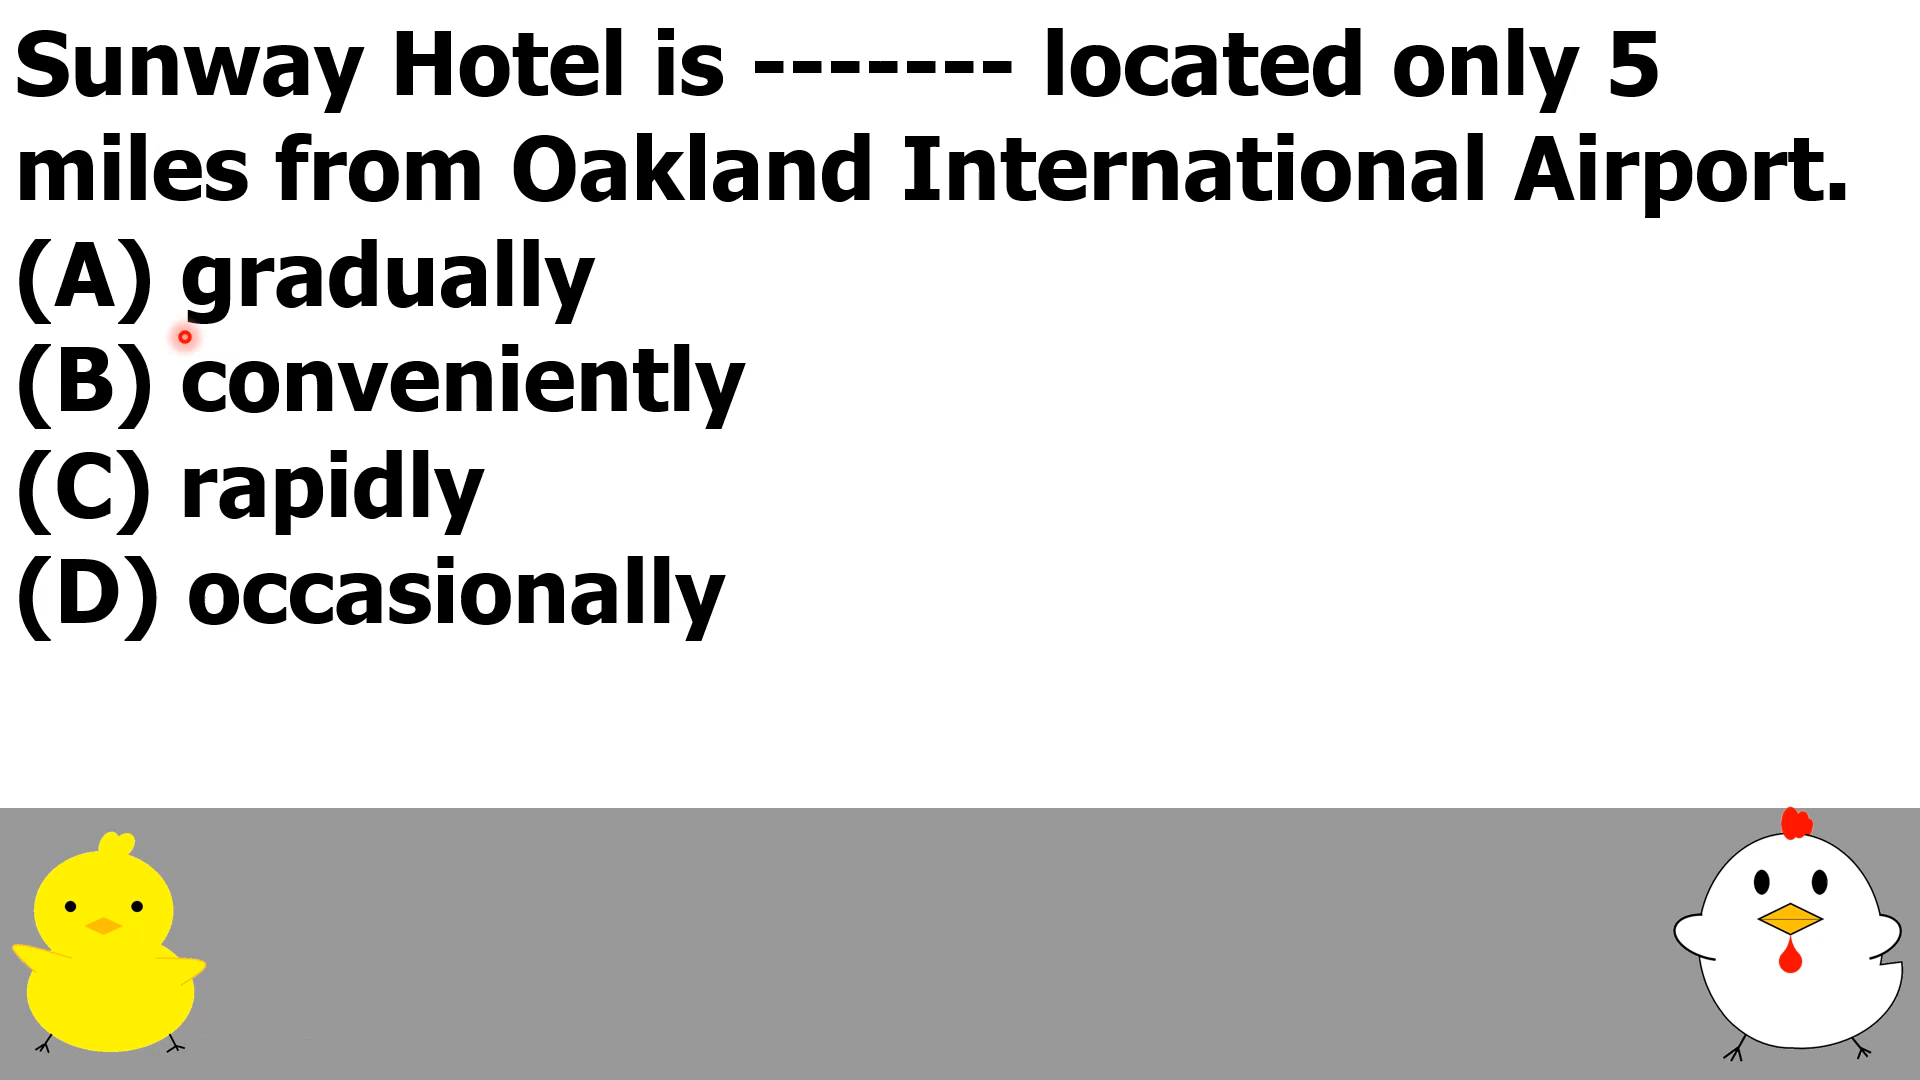 Sunway Hotel is ------- located only 5
miles from Oakland International Airport.
(A) gradually
(B) conveniently
(C) rapidly
(D) occasionally